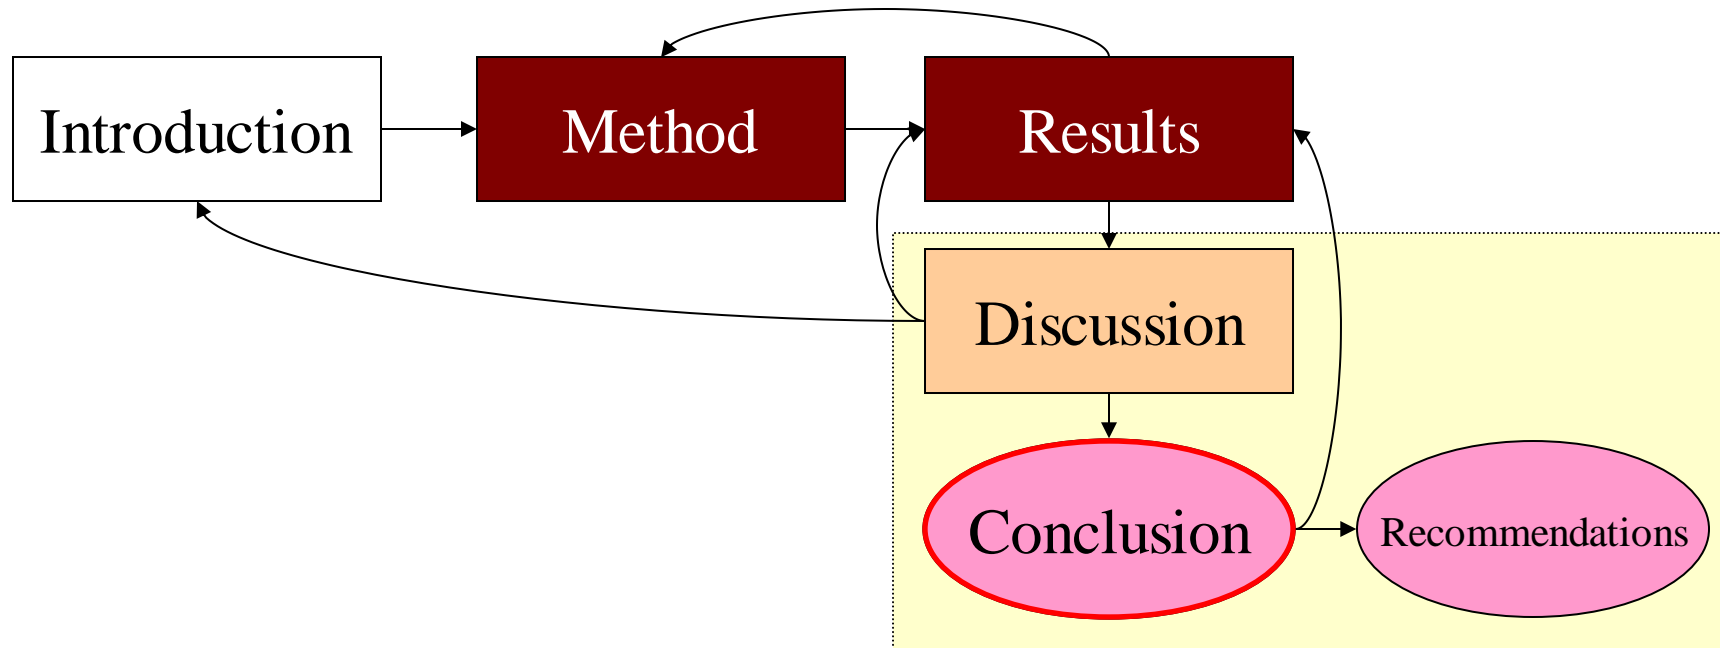 Introduction
Method
Results
Discussion
Conclusion
Recommendations